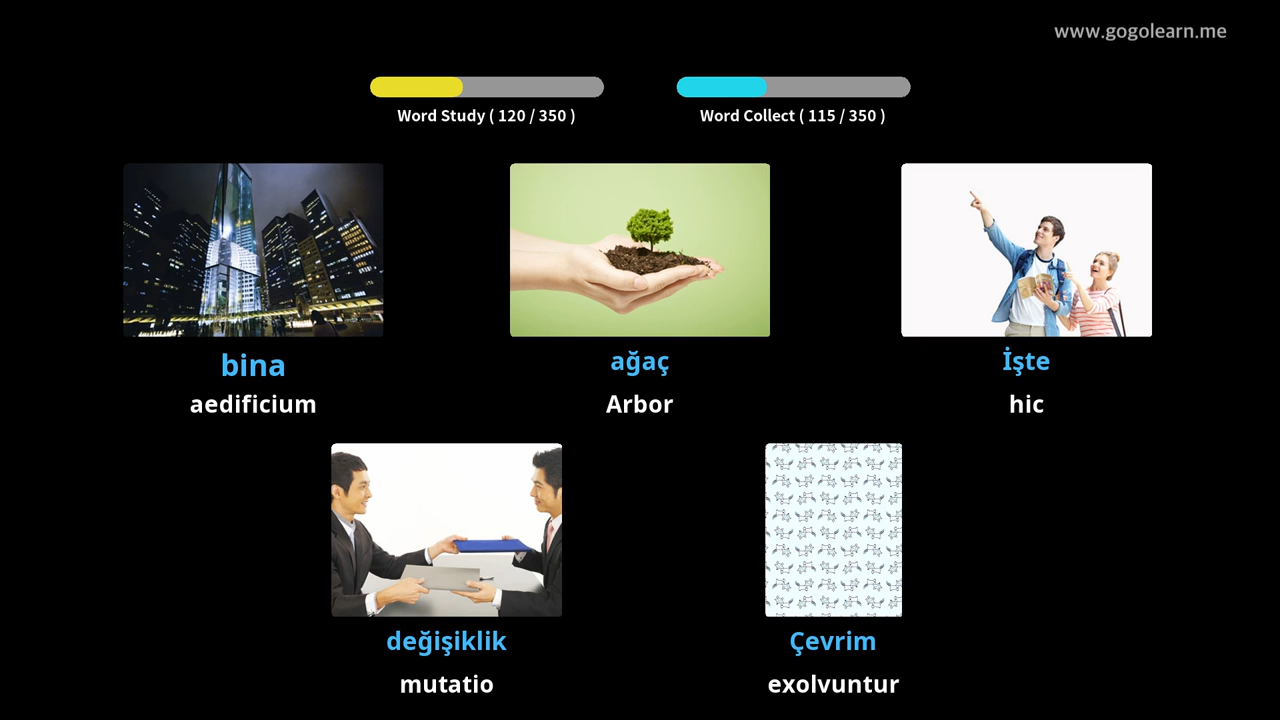 www.gogolearn.me
Word Study ( 120 / 350 )
Word Collect ( 115 / 350 )
bina
aedificium
ağaç
Arbor
İşte
hic
değişiklik
mutatio
Çevrim
exolvuntur